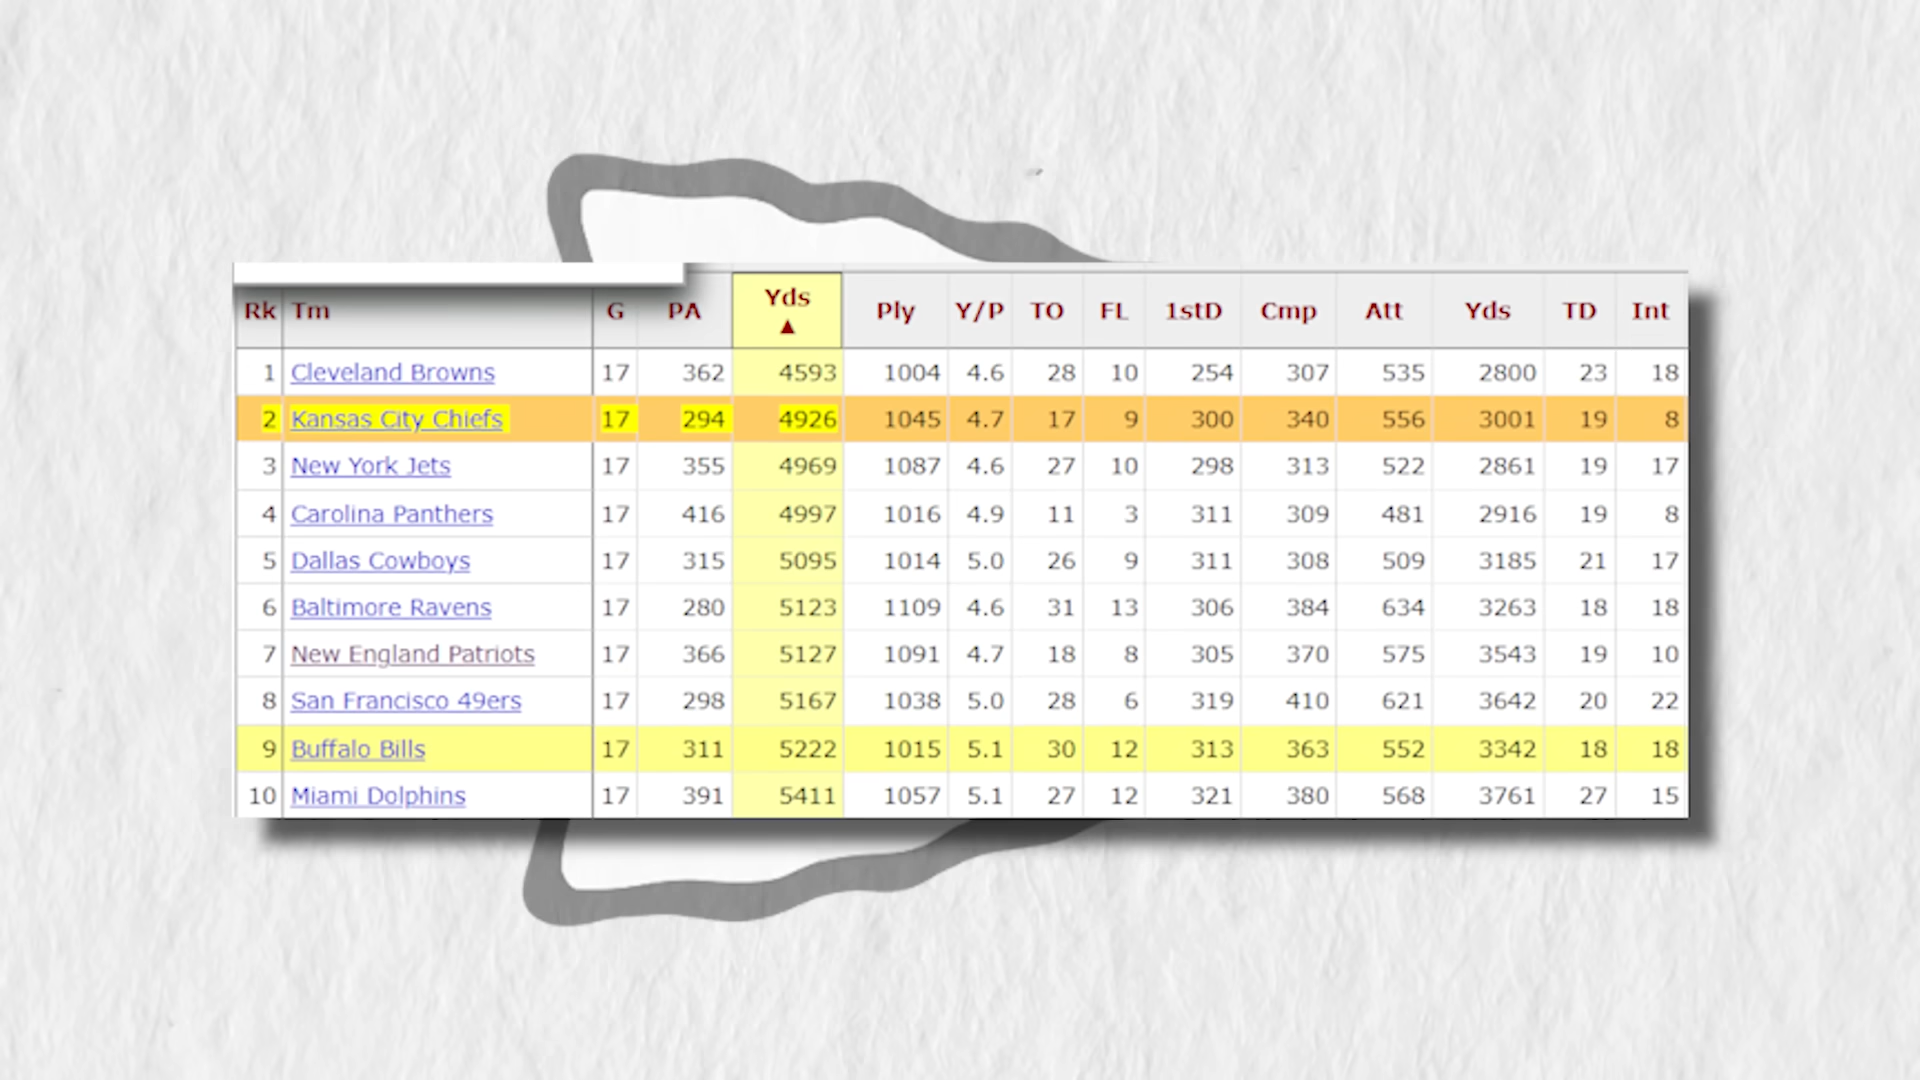 Rk Tm G PA Yds ▲ Ply Y/P TO FL 1stD Cmp Att Yds TD Int
1 Cleveland Browns 17 362 4593 1004 4.6 28 10 254 307 535 2800 23 18
2 Kansas City Chiefs 17 294 4926 1045 4.7 17 9 300 340 556 3001 19 8
3 New York Jets 17 355 4969 1087 4.6 27 10 298 313 522 2861 19 17
4 Carolina Panthers 17 416 4997 1016 4.9 11 3 311 309 481 2916 19 8
5 Dallas Cowboys 17 315 5095 1014 5.0 26 9 311 308 509 3185 21 17
6 Baltimore Ravens 17 280 5123 1109 4.6 31 13 306 384 634 3263 18 18
7 New England Patriots 17 366 5127 1091 4.7 18 8 305 370 575 3543 19 10
8 San Francisco 49ers 17 298 5167 1038 5.0 28 6 319 410 621 3642 20 22
9 Buffalo Bills 17 311 5222 1015 5.1 30 12 313 363 552 3342 18 18
10 Miami Dolphins 17 391 5411 1057 5.1 27 12 321 380 568 3761 27 15